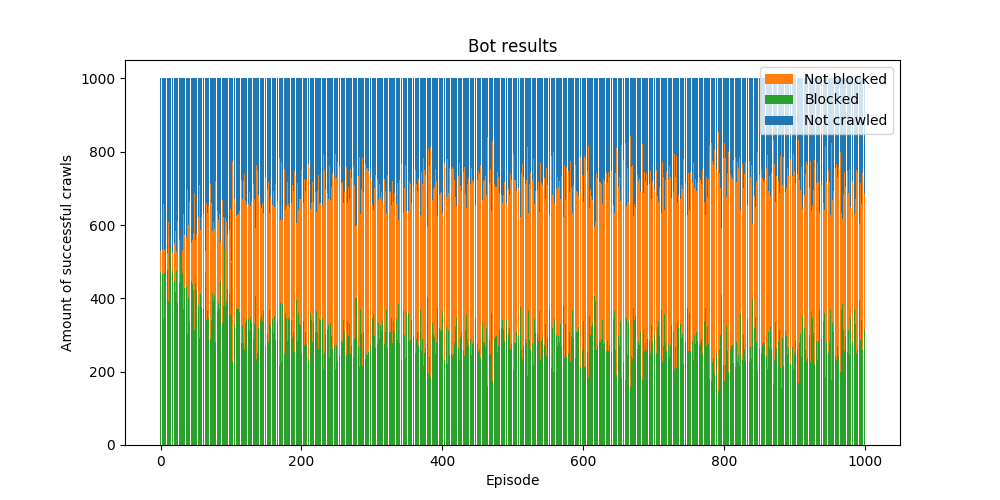 Bot results
Amount of successful crawls
1000
800
600
400
200
0
Not blocked
Blocked
Not crawled
0 200 400 600 800 1000
Episode